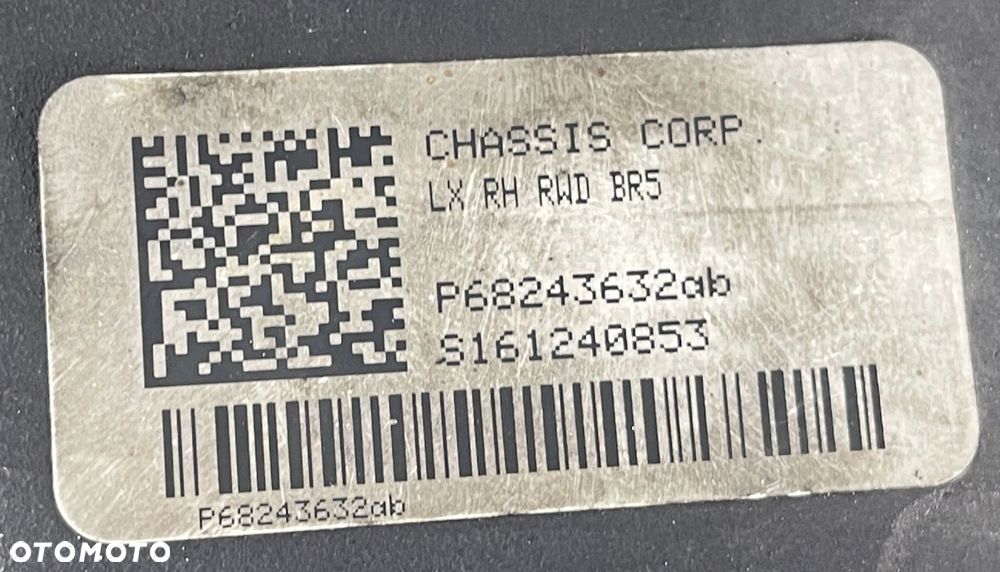 CHASSIS CORP.
LX RH RWD BR5
P68243632ab
S161240853
P68243632ab
OTOMOTO